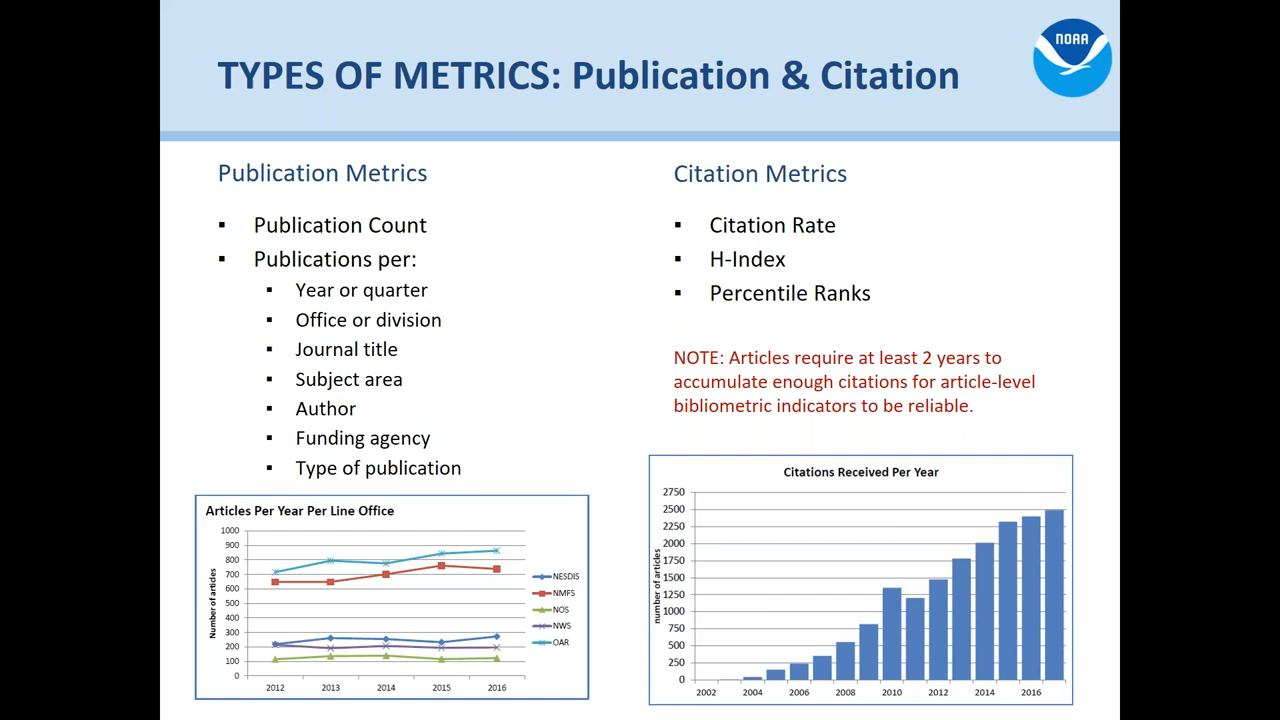 TYPES OF METRICS: Publication & Citation
NOAA
Publication Metrics
▪ Publication Count
▪ Publications per:
▪ Year or quarter
▪ Office or division
▪ Journal title
▪ Subject area
▪ Author
▪ Funding agency
▪ Type of publication
Articles Per Year Per Line Office
Number of articles
1000
900
800
700
600
500
400
300
200
100
0
2012 2013 2014 2015 2016
NESDIS
NMFS
NOS
NWS
OAR
Citation Metrics
▪ Citation Rate
▪ H-Index
▪ Percentile Ranks
NOTE: Articles require at least 2 years to
accumulate enough citations for article-level
bibliometric indicators to be reliable.
Citations Received Per Year
number of articles
2750
2500
2250
2000
1750
1500
1250
1000
750
500
250
0
2002 2004 2006 2008 2010 2012 2014 2016